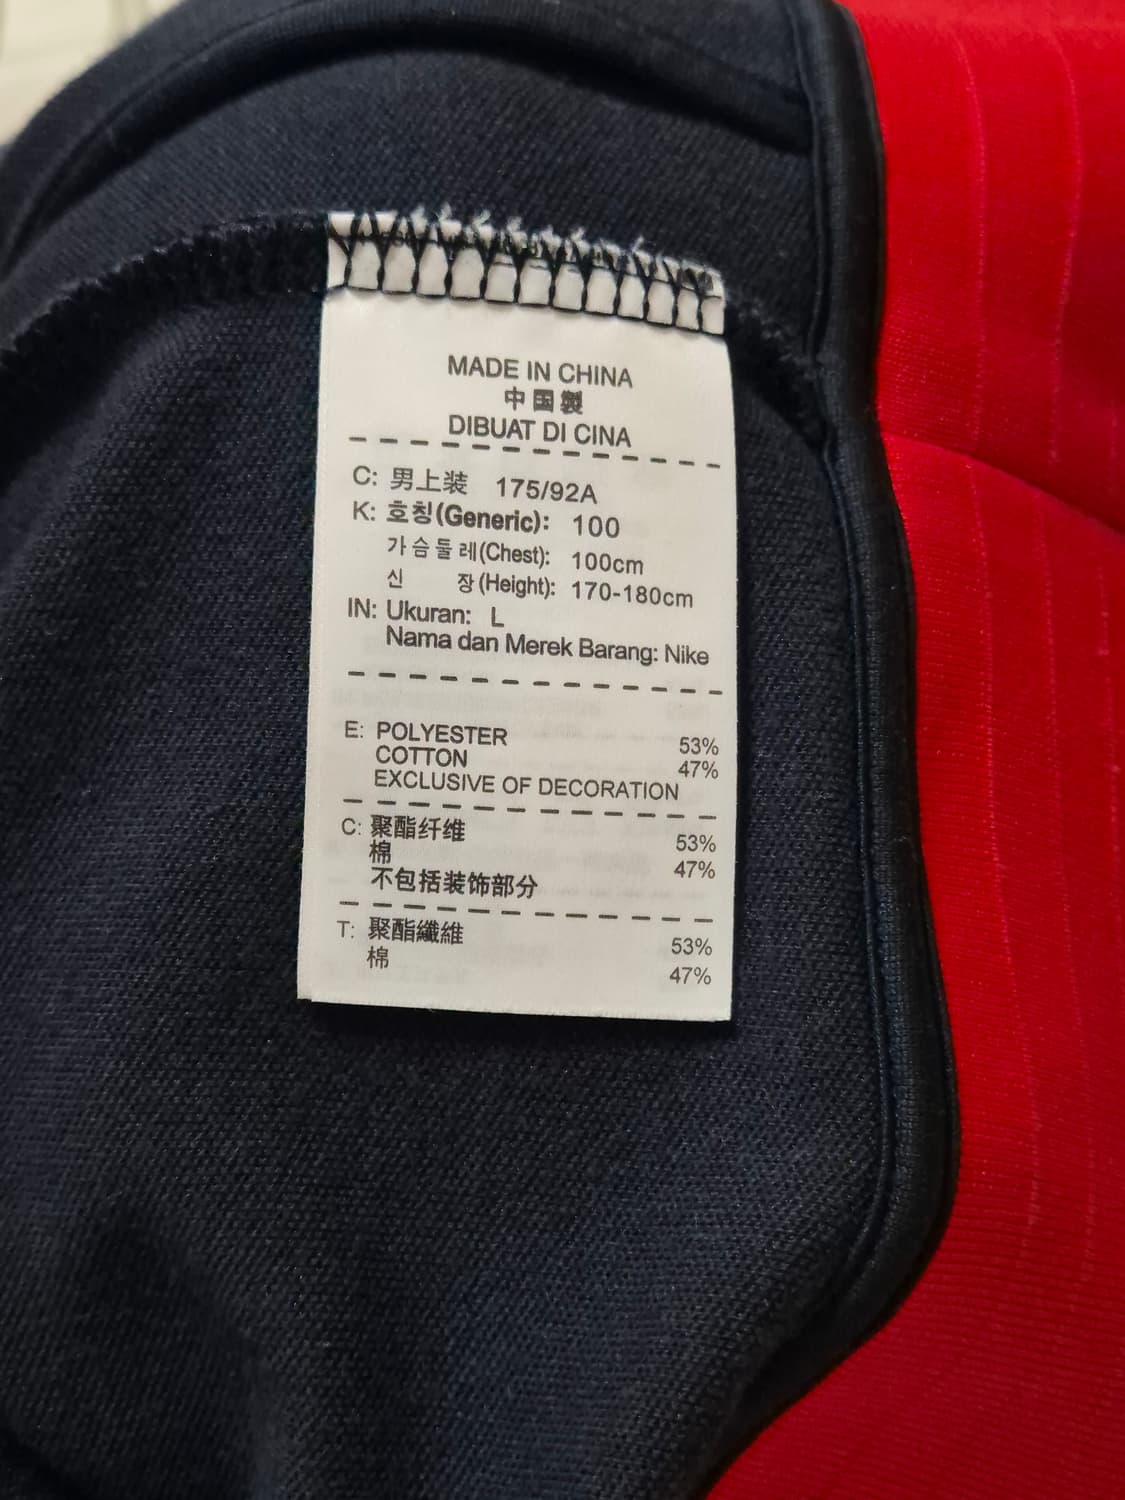 MADE IN CHINA
中国製
DIBUAT DI CINA
C: 男上装 175/92A
K: 호칭(Generic): 100
가슴둘레(Chest): 100cm
신 장(Height): 170-180cm
IN: Ukuran: L
Nama dan Merek Barang: Nike
E: POLYESTER 53%
COTTON 47%
EXCLUSIVE OF DECORATION
C: 聚酯纤维 53%
棉 47%
不包括装饰部分
T: 聚酯纖維 53%
棉 47%